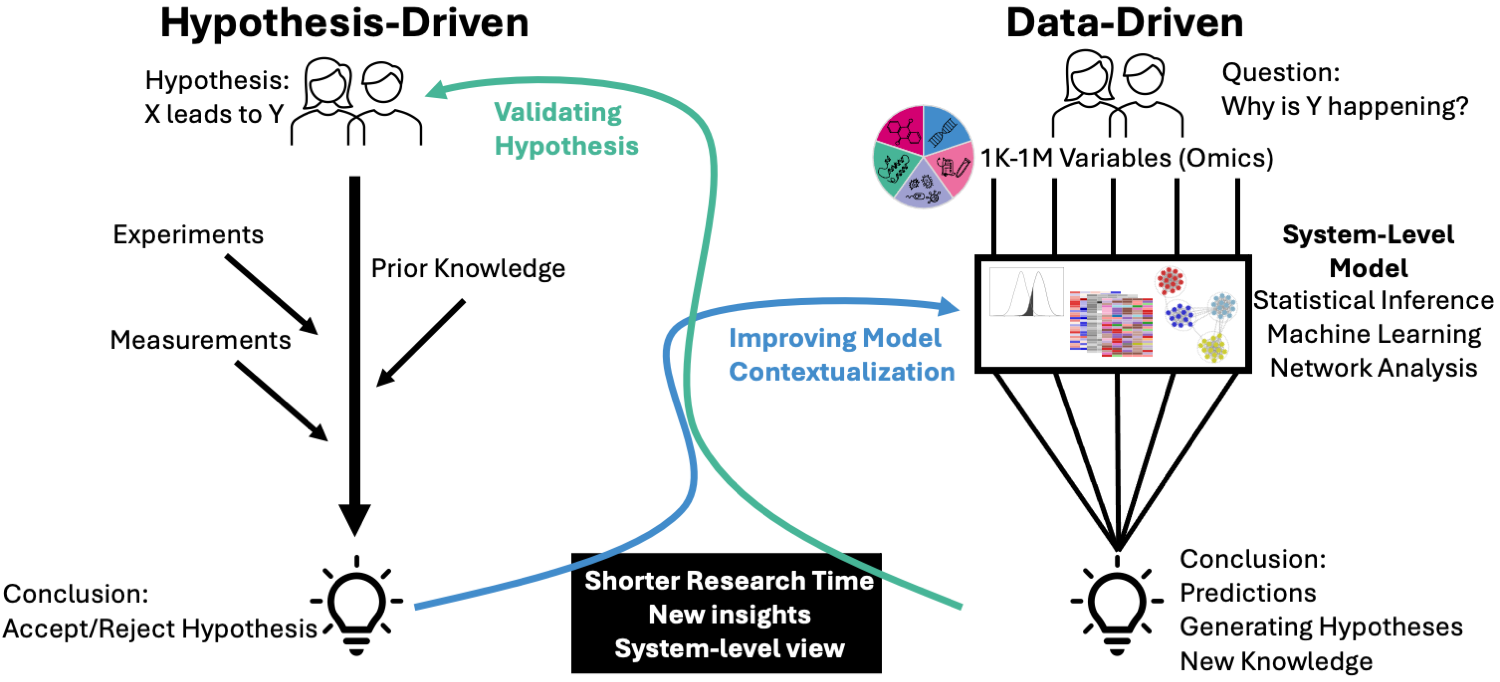 Hypothesis-Driven
Hypothesis:
X leads to Y
Experiments
Prior Knowledge
Measurements
Conclusion:
Accept/Reject Hypothesis
Validating
Hypothesis
Improving Model
Contextualization
Shorter Research Time
New insights
System-level view
Data-Driven
Question:
Why is Y happening?
1K-1M Variables (Omics)
System-Level
Model
Statistical Inference
Machine Learning
Network Analysis
Conclusion:
Predictions
Generating Hypotheses
New Knowledge